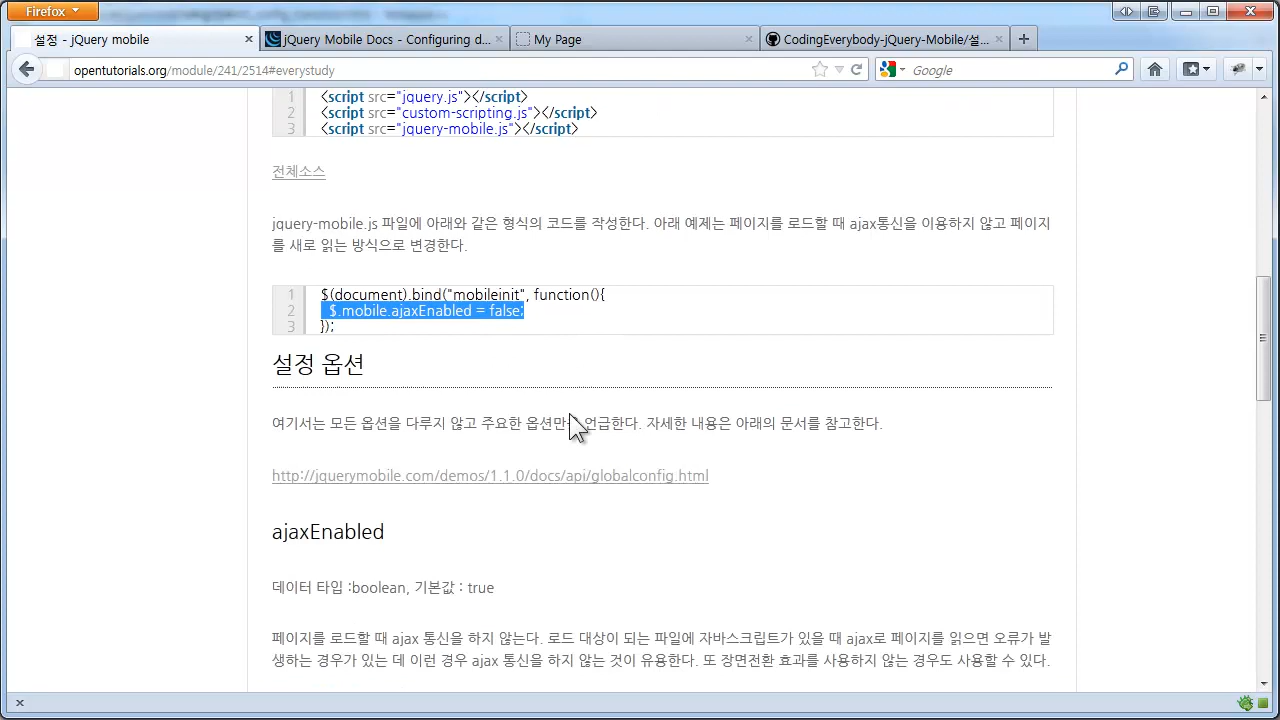 Firefox
설정 - jQuery mobile
jQuery Mobile Docs - Configuring d...
My Page
CodingEverybody-jQuery-Mobile/설...
opentutorials.org/module/241/2514#everystudy
Google
1 <script src="jquery.js"></script>
2 <script src="custom-scripting.js"></script>
3 <script src="jquery-mobile.js"></script>
전체소스
jquery-mobile.js 파일에 아래와 같은 형식의 코드를 작성한다. 아래 예제는 페이지를 로드할 때 ajax통신을 이용하지 않고 페이지
를 새로 읽는 방식으로 변경한다.
1 $(document).bind("mobileinit", function(){
2 $.mobile.ajaxEnabled = false;
3 });
설정 옵션
여기서는 모든 옵션을 다루지 않고 주요한 언급한다. 자세한 내용은 아래의 문서를 참고한다.
http://jquerymobile.com/demos/1.1.0/docs/api/globalconfig.html
ajaxEnabled
데이터 타입 :boolean, 기본값 : true
페이지를 로드할 때 ajax 통신을 하지 않는다. 로드 대상이 되는 파일에 자바스크립트가 있을 때 ajax로 페이지를 읽으면 오류가 발
생하는 경우가 있는 데 이런 경우 ajax 통신을 하지 않는 것이 유용한다. 또 장면전환 효과를 사용하지 않는 경우도 사용할 수 있다.